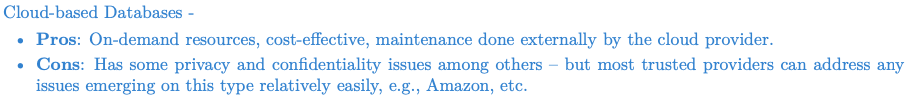 Cloud-based Databases -
• Pros: On-demand resources, cost-effective, maintenance done externally by the cloud provider.
• Cons: Has some privacy and confidentiality issues among others – but most trusted providers can address any
issues emerging on this type relatively easily, e.g., Amazon, etc.